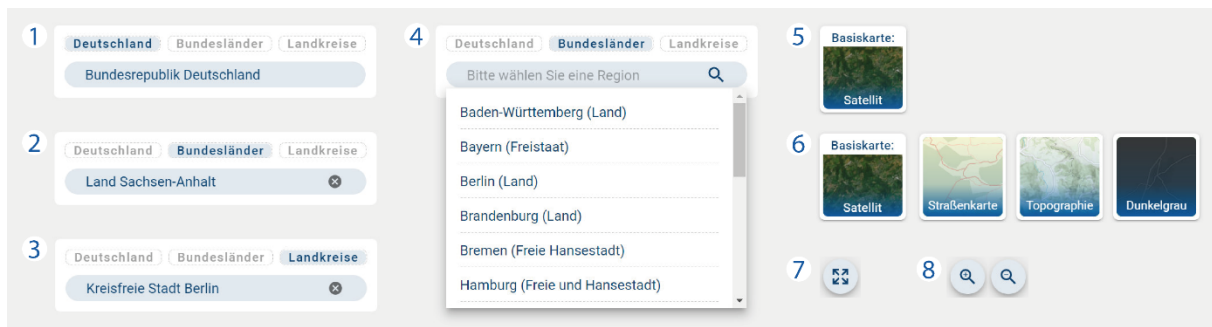 1
Deutschland Bundesländer Landkreise
Bundesrepublik Deutschland
2
Deutschland Bundesländer Landkreise
Land Sachsen-Anhalt
3
Deutschland Bundesländer Landkreise
Kreisfreie Stadt Berlin
4
Deutschland Bundesländer Landkreise
Bitte wählen Sie eine Region
Baden-Württemberg (Land)
Bayern (Freistaat)
Berlin (Land)
Brandenburg (Land)
Bremen (Freie Hansestadt)
Hamburg (Freie und Hansestadt)
5
Basiskarte:
Satellit
6
Basiskarte:
Satellit Straßenkarte Topographie Dunkelgrau
7
8